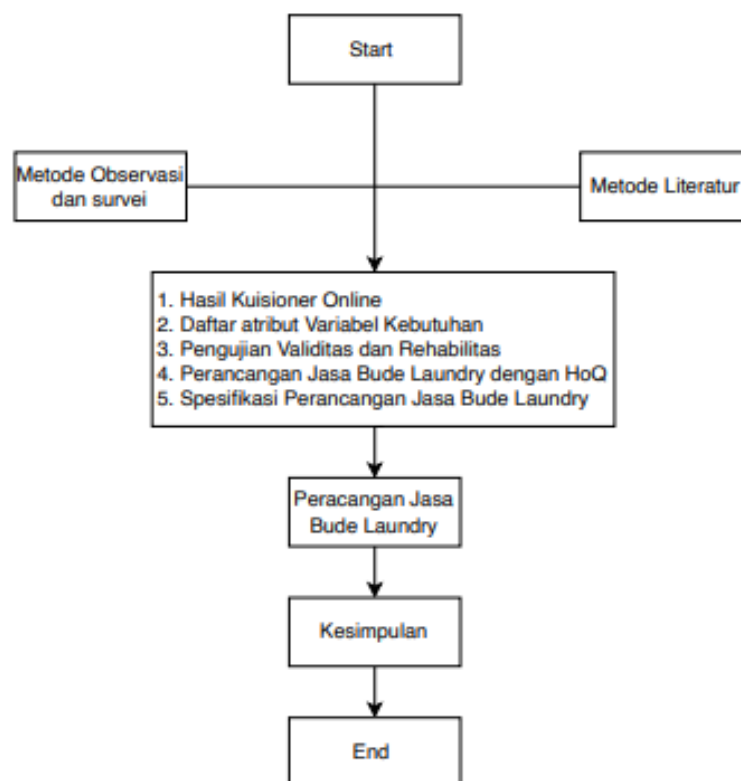 Start
Metode Observasi
dan survei
Metode Literatur
1. Hasil Kuisioner Online
2. Daftar atribut Variabel Kebutuhan
3. Pengujian Validitas dan Rehabilitas
4. Perancangan Jasa Bude Laundry dengan HoQ
5. Spesifikasi Perancangan Jasa Bude Laundry
Peracangan Jasa
Bude Laundry
Kesimpulan
End